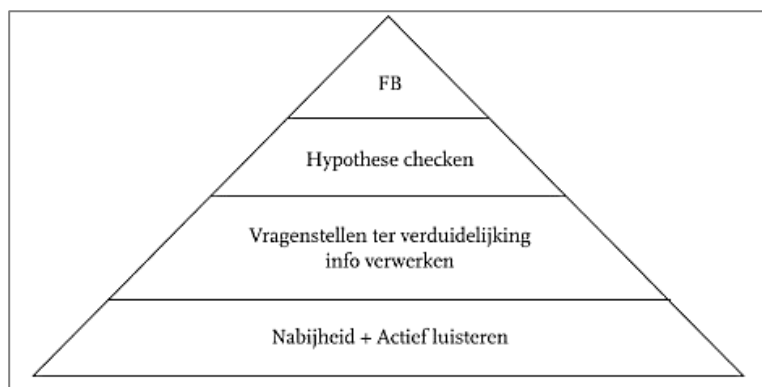 FB
Hypothese checken
Vragenstellen ter verduidelijking
info verwerken
Nabijheid + Actief luisteren